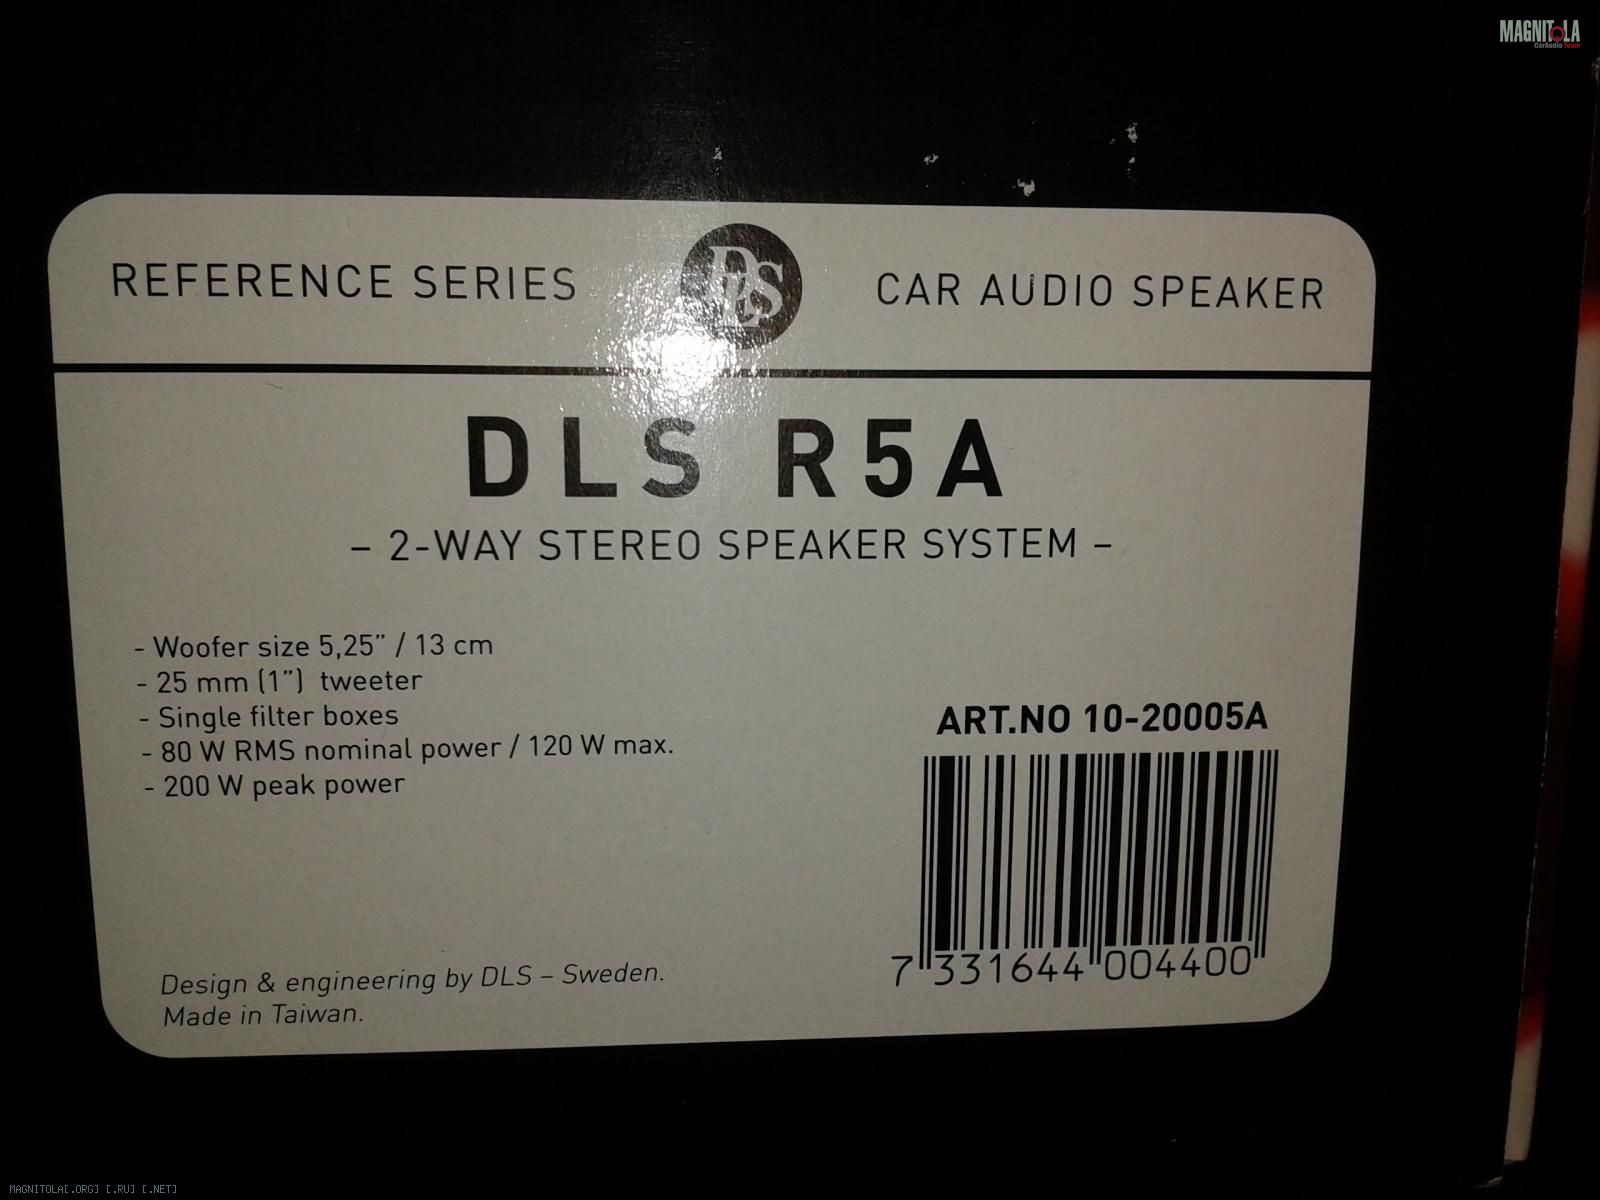 MAGNITOLA
CarAudio Team
REFERENCE SERIES
DLS
CAR AUDIO SPEAKER
DLS R5A
– 2-WAY STEREO SPEAKER SYSTEM –
- Woofer size 5,25” / 13 cm
- 25 mm (1”) tweeter
- Single filter boxes
- 80 W RMS nominal power / 120 W max.
- 200 W peak power
ART.NO 10-20005A
7 331644 004400
Design & engineering by DLS – Sweden.
Made in Taiwan.
MAGNITOLA[.ORG] [.RU] [.NET]